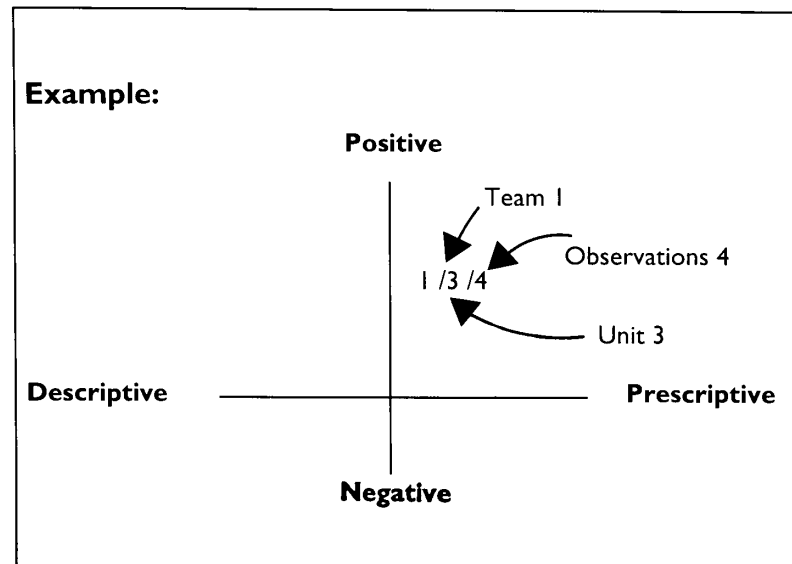 Example:
Positive
Team 1
Observations 4
1 /3 /4
Unit 3
Descriptive
Prescriptive
Negative